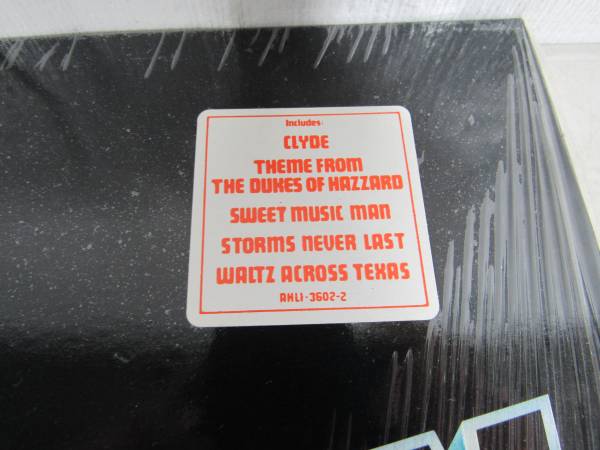 Includes:
CLYDE
THEME FROM
THE DUKES OF HAZZARD
SWEET MUSIC MAN
STORMS NEVER LAST
WALTZ ACROSS TEXAS
AHL1-3602-2